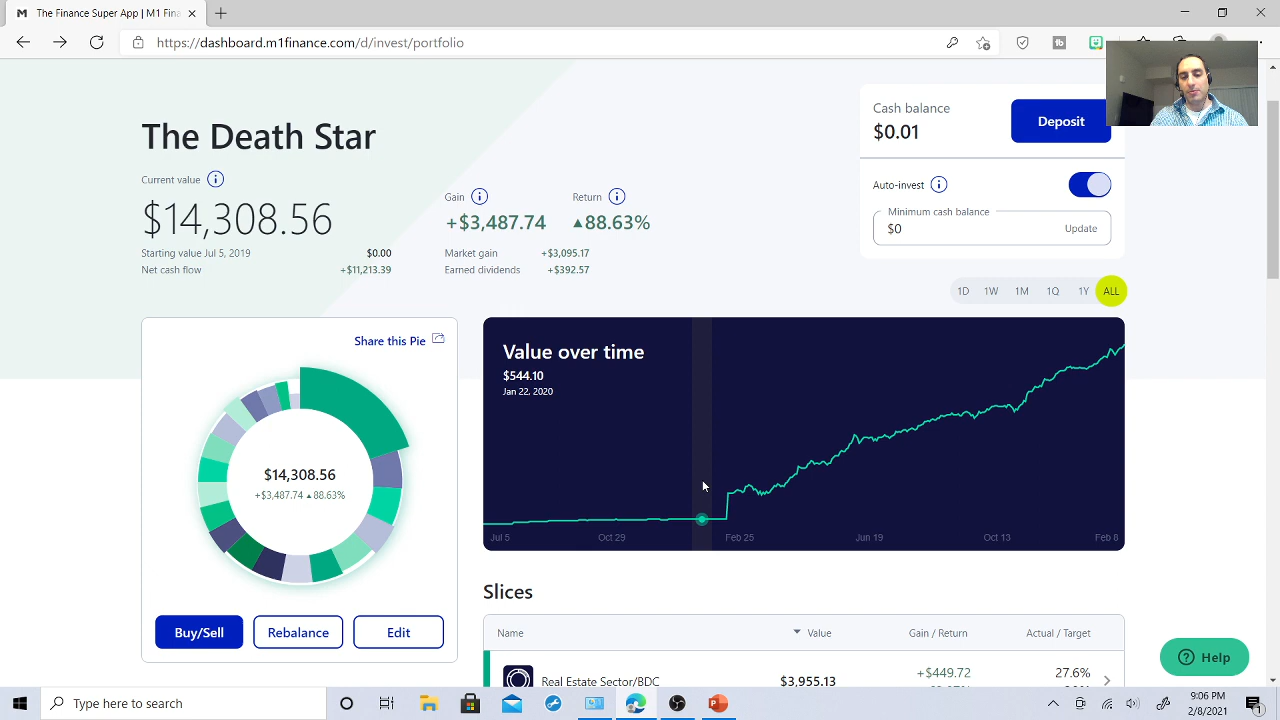 M The Finance Super App | M1 Fina
https://dashboard.m1finance.com/d/invest/portfolio
The Death Star
Current value
$14,308.56
Starting value Jul 5, 2019 $0.00
Net cash flow +$11,213.39
Gain Return
+$3,487.74 ▲88.63%
Market gain +$3,095.17
Earned dividends +$392.57
Cash balance
$0.01
Deposit
Auto-invest
Minimum cash balance
$0 Update
1D 1W 1M 1Q 1Y ALL
Share this Pie
$14,308.56
+$3,487.74 ▲88.63%
Buy/Sell Rebalance Edit
Value over time
$544.10
Jan 22, 2020
Jul 5 Oct 29 Feb 25 Jun 19 Oct 13 Feb 8
Slices
Name Value Gain / Return Actual / Target
Real Estate Sector/BDC $3,955.13 +$449.72 27.6%
Help
Type here to search
9:06 PM
2/8/2021